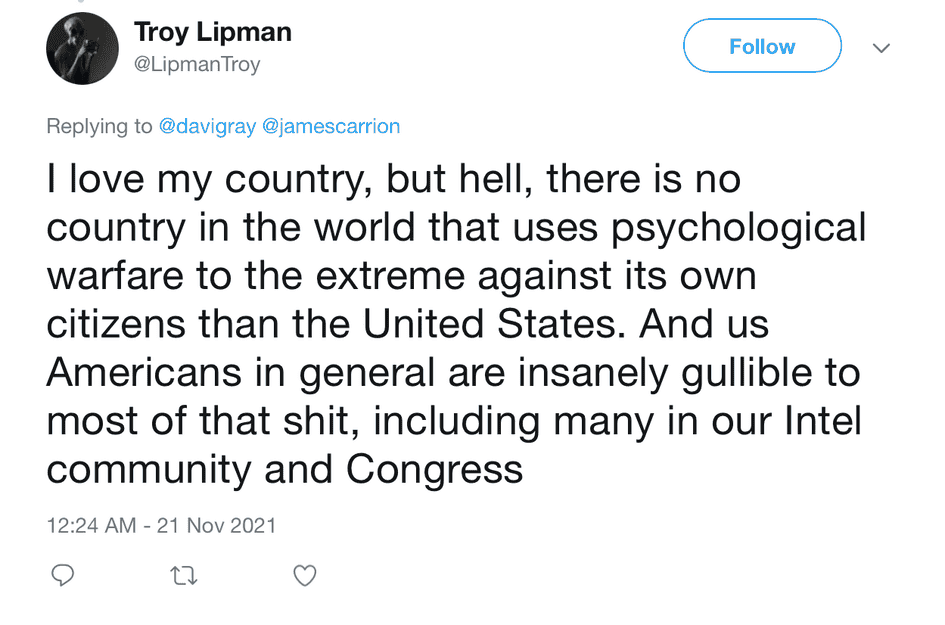 Troy Lipman
@LipmanTroy
Follow
Replying to @davigray @jamescarrion
I love my country, but hell, there is no
country in the world that uses psychological
warfare to the extreme against its own
citizens than the United States. And us
Americans in general are insanely gullible to
most of that shit, including many in our Intel
community and Congress
12:24 AM - 21 Nov 2021